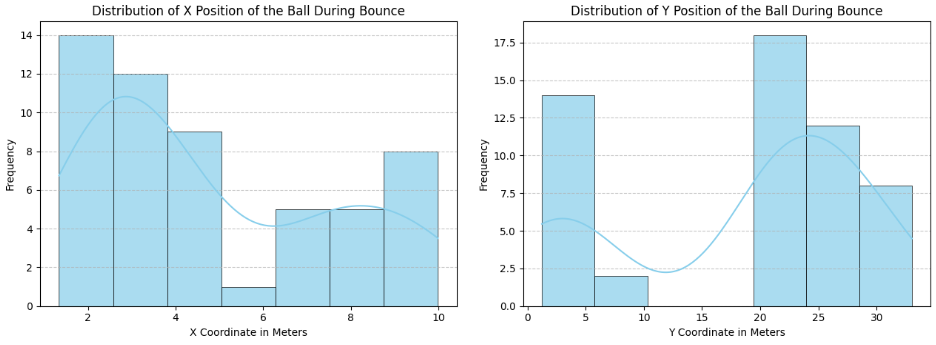 Distribution of X Position of the Ball During Bounce
14
12
10
8
6
4
2
0
Frequency
2 4 6 8 10
X Coordinate in Meters
Distribution of Y Position of the Ball During Bounce
17.5
15.0
12.5
10.0
7.5
5.0
2.5
0.0
Frequency
0 5 10 15 20 25 30
Y Coordinate in Meters